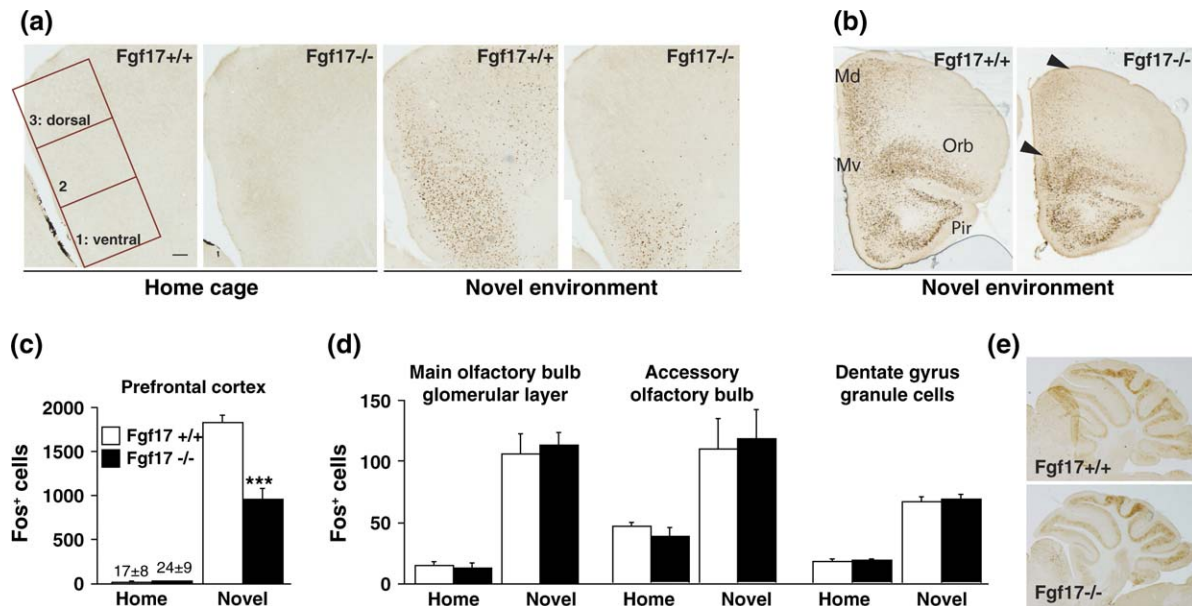 (a)
Fgf17+/+
Fgf17-/-
Fgf17+/+
Fgf17-/-
3: dorsal
2
1: ventral
Home cage
Novel environment
(b)
Fgf17+/+
Fgf17-/-
Md
Orb
Mv
Pir
Novel environment
(c)
Prefrontal cortex
Fos⁺ cells
2000
1500
1000
500
0
Fgf17 +/+
Fgf17 -/-
***
17±8
24±9
Home
Novel
(d)
Main olfactory bulb
glomerular layer
Accessory
olfactory bulb
Dentate gyrus
granule cells
Fos⁺ cells
150
100
50
0
Home
Novel
Home
Novel
Home
Novel
(e)
Fgf17+/+
Fgf17-/-